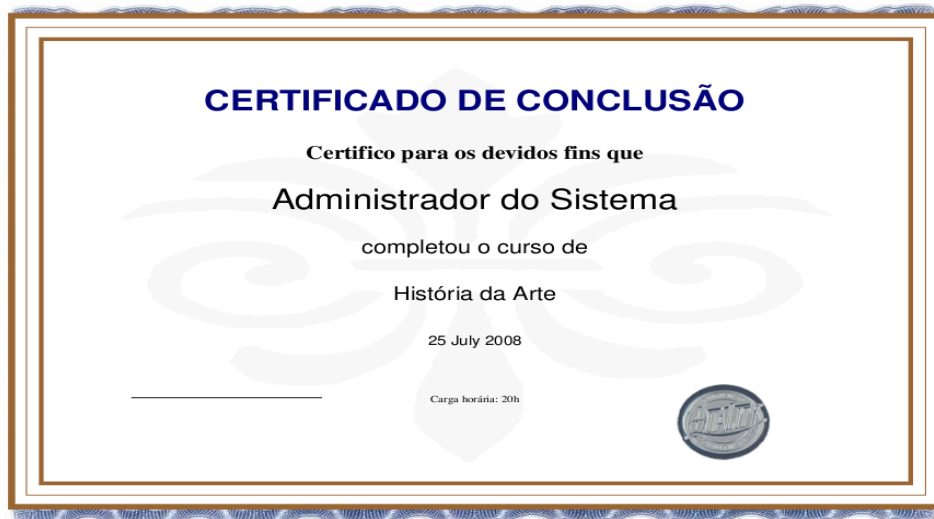 CERTIFICADO DE CONCLUSÃO
Certifico para os devidos fins que
Administrador do Sistema
completou o curso de
História da Arte
25 July 2008
Carga horária: 20h